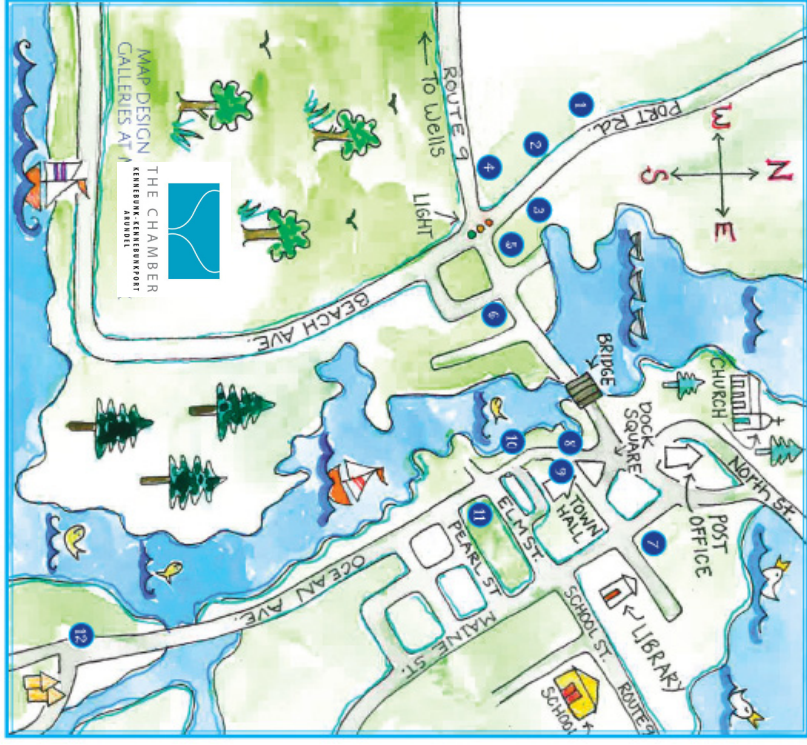 N
W
E
S
PORT Rd.
1
2
3
4
5
6
ROUTE 9
← To Wells
LIGHT
BEACH AVE.
BRIDGE
DOCK
SQUARE
CHURCH
North St.
POST
OFFICE
7
8
9
10
TOWN
HALL
LIBRARY
SCHOOL ST.
ROUTE 9
SCHOOL
ELM ST.
11
PEARL ST
MAINE ST.
OCEAN AVE.
12
THE CHAMBER
KENNEBUNK-KENNEBUNKPORT
ARUNDEL
MAP DESIGN
GALLERIES AT